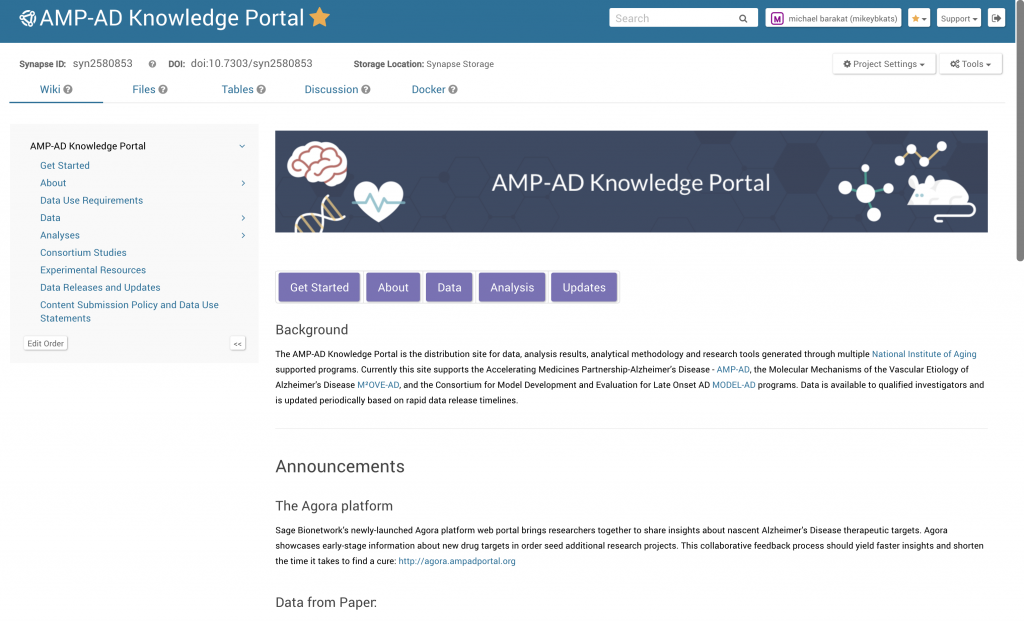 AMP-AD Knowledge Portal
Search
M michael barakat (mikeybkats)
Support
Synapse ID: syn2580853 DOI: doi:10.7303/syn2580853 Storage Location: Synapse Storage
Project Settings
Tools
Wiki ? Files ? Tables ? Discussion ? Docker ?
AMP-AD Knowledge Portal
Get Started
About
Data Use Requirements
Data
Analyses
Consortium Studies
Experimental Resources
Data Releases and Updates
Content Submission Policy and Data Use
Statements
Edit Order <<
AMP-AD Knowledge Portal
Get Started About Data Analysis Updates
Background
The AMP-AD Knowledge Portal is the distribution site for data, analysis results, analytical methodology and research tools generated through multiple National Institute of Aging
supported programs. Currently this site supports the Accelerating Medicines Partnership-Alzheimer's Disease - AMP-AD, the Molecular Mechanisms of the Vascular Etiology of
Alzheimer's Disease M²OVE-AD, and the Consortium for Model Development and Evaluation for Late Onset AD MODEL-AD programs. Data is available to qualified investigators and
is updated periodically based on rapid data release timelines.
Announcements
The Agora platform
Sage Bionetwork's newly-launched Agora platform web portal brings researchers together to share insights about nascent Alzheimer's Disease therapeutic targets. Agora
showcases early-stage information about new drug targets in order seed additional research projects. This collaborative feedback process should yield faster insights and shorten
the time it takes to find a cure: http://agora.ampadportal.org
Data from Paper: